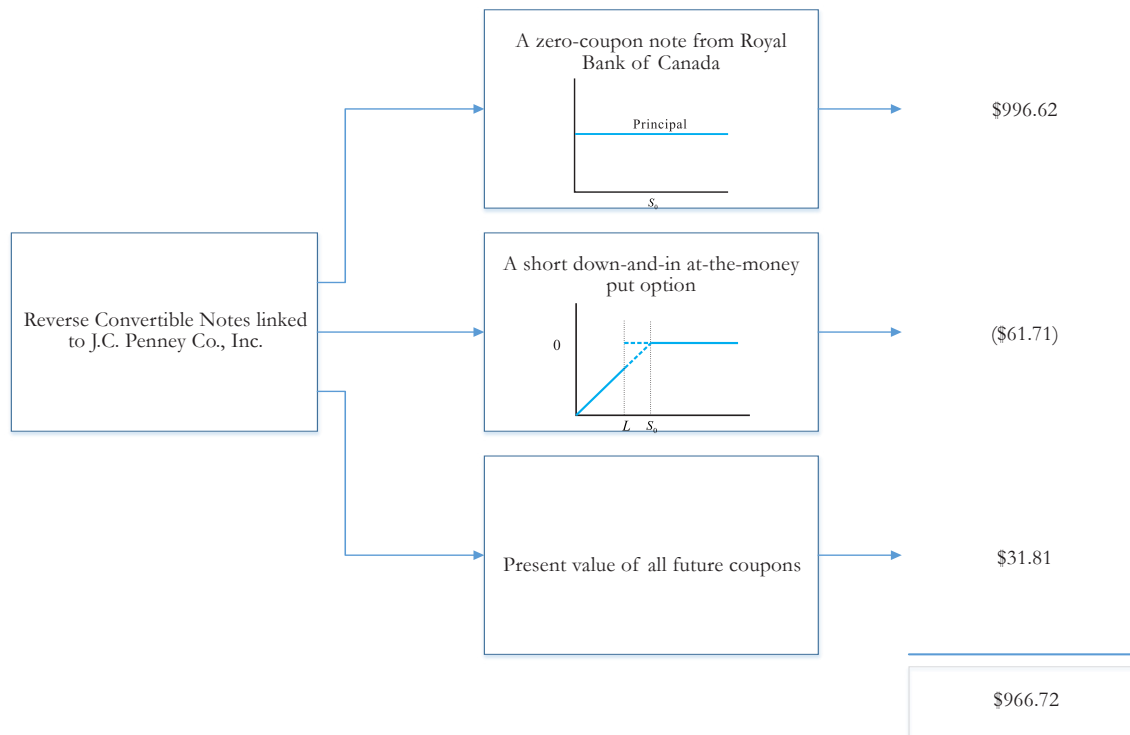 A zero-coupon note from Royal
Bank of Canada
Principal
S₀
$996.62
Reverse Convertible Notes linked
to J.C. Penney Co., Inc.
A short down-and-in at-the-money
put option
0
L S₀
($61.71)
Present value of all future coupons
$31.81
$966.72